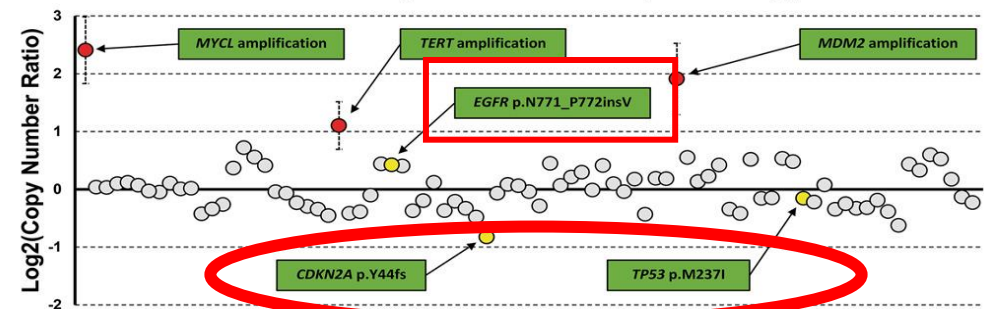 Log2(Copy Number Ratio)
3
2
1
0
-1
-2
MYCL amplification
TERT amplification
MDM2 amplification
EGFR p.N771_P772insV
CDKN2A p.Y44fs
TP53 p.M237I